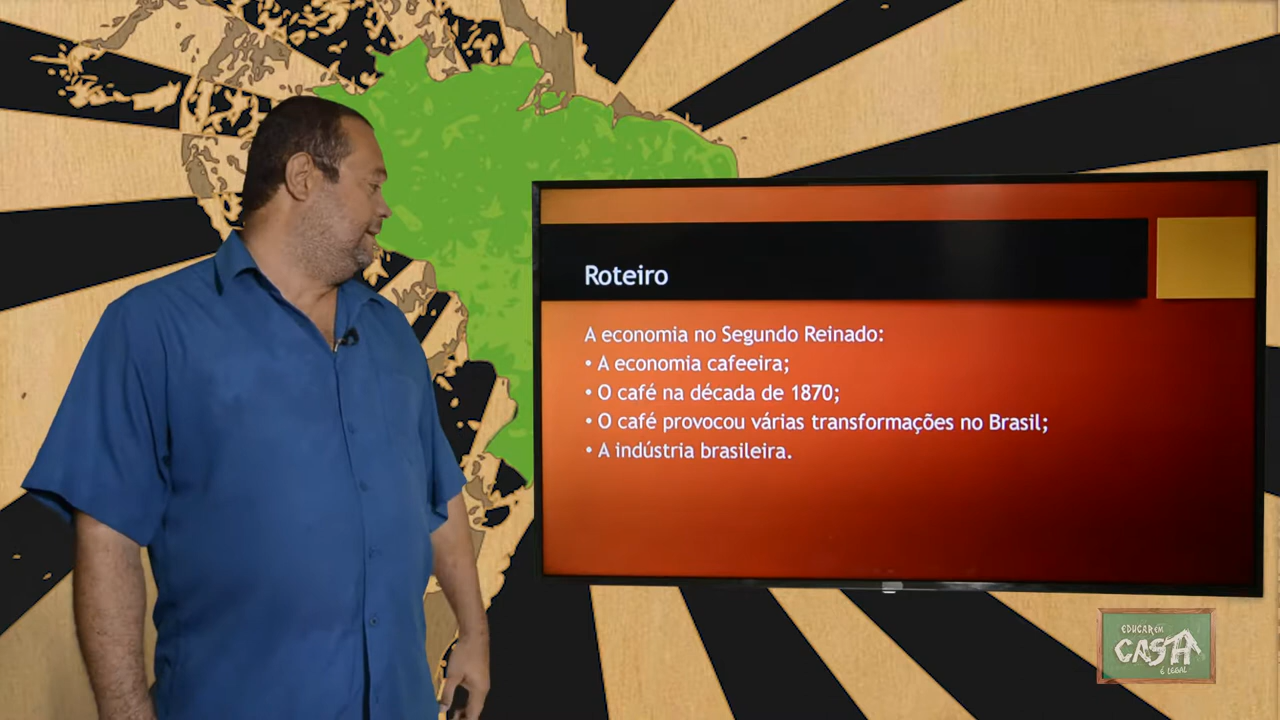 Roteiro
A economia no Segundo Reinado:
• A economia cafeeira;
• O café na década de 1870;
• O café provocou várias transformações no Brasil;
• A indústria brasileira.
EDUCAR EM
CASA
É LEGAL